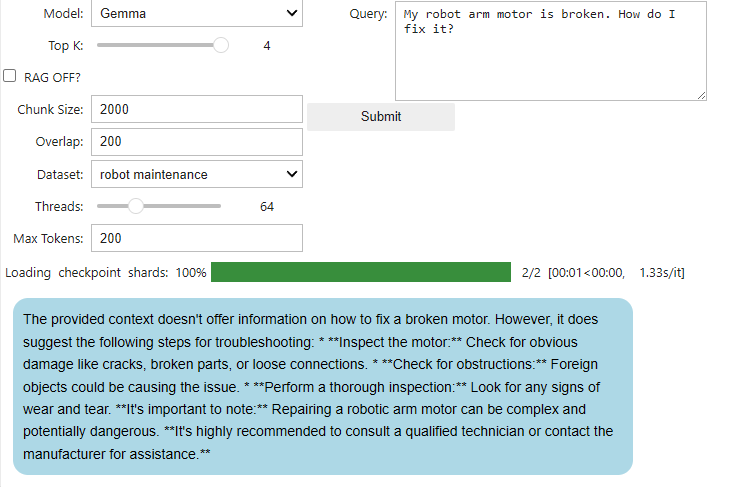 Model: Gemma
Top K: 4
RAG OFF?
Chunk Size: 2000
Overlap: 200
Dataset: robot maintenance
Threads: 64
Max Tokens: 200
Query: My robot arm motor is broken. How do I
fix it?
Submit
Loading checkpoint shards: 100% 2/2 [00:01<00:00, 1.33s/it]
The provided context doesn't offer information on how to fix a broken motor. However, it does
suggest the following steps for troubleshooting: * **Inspect the motor:** Check for obvious
damage like cracks, broken parts, or loose connections. * **Check for obstructions:** Foreign
objects could be causing the issue. * **Perform a thorough inspection:** Look for any signs of
wear and tear. **It's important to note:** Repairing a robotic arm motor can be complex and
potentially dangerous. **It's highly recommended to consult a qualified technician or contact the
manufacturer for assistance.**